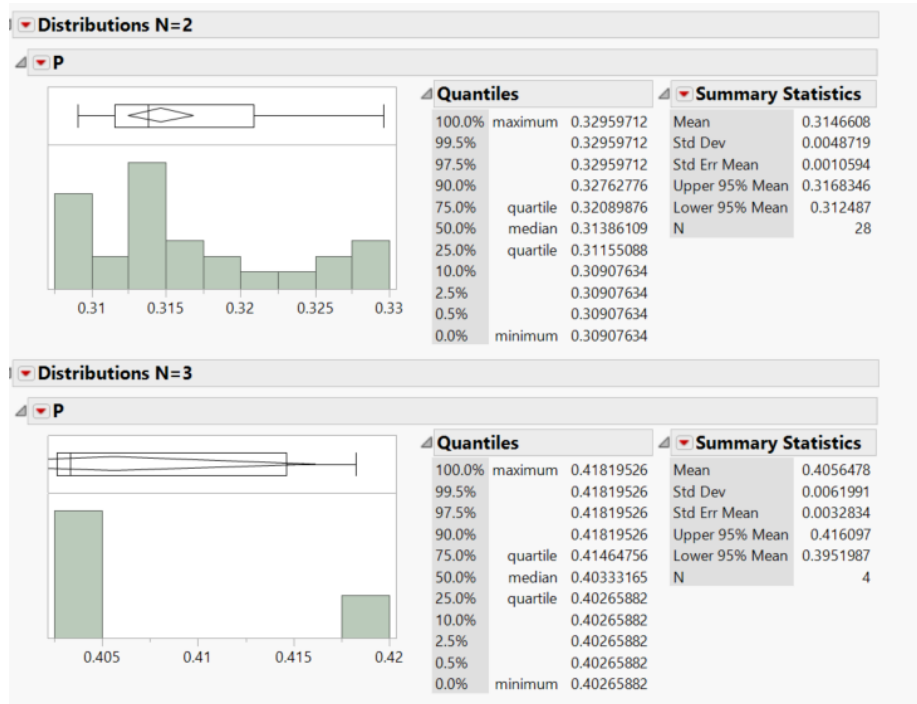 Distributions N=2
P
0.31 0.315 0.32 0.325 0.33
Quantiles
100.0% maximum 0.32959712
99.5% 0.32959712
97.5% 0.32959712
90.0% 0.32762776
75.0% quartile 0.32089876
50.0% median 0.31386109
25.0% quartile 0.31155088
10.0% 0.30907634
2.5% 0.30907634
0.5% 0.30907634
0.0% minimum 0.30907634
Summary Statistics
Mean 0.3146608
Std Dev 0.0048719
Std Err Mean 0.0010594
Upper 95% Mean 0.3168346
Lower 95% Mean 0.312487
N 28
Distributions N=3
P
0.405 0.41 0.415 0.42
Quantiles
100.0% maximum 0.41819526
99.5% 0.41819526
97.5% 0.41819526
90.0% 0.41819526
75.0% quartile 0.41464756
50.0% median 0.40333165
25.0% quartile 0.40265882
10.0% 0.40265882
2.5% 0.40265882
0.5% 0.40265882
0.0% minimum 0.40265882
Summary Statistics
Mean 0.4056478
Std Dev 0.0061991
Std Err Mean 0.0032834
Upper 95% Mean 0.416097
Lower 95% Mean 0.3951987
N 4